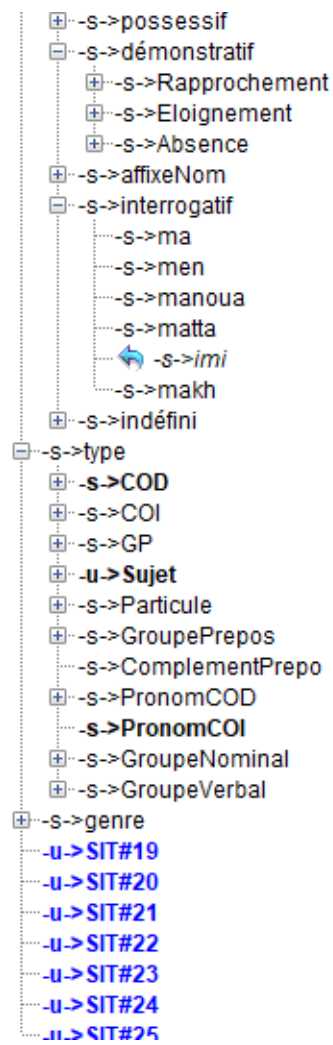 -s->possessif
-s->démonstratif
-s->Rapprochement
-s->Eloignement
-s->Absence
-s->affixeNom
-s->interrogatif
-s->ma
-s->men
-s->manoua
-s->matta
-s->imi
-s->makh
-s->indéfini
-s->type
-s->COD
-s->COI
-s->GP
-u->Sujet
-s->Particule
-s->GroupePrepos
-s->ComplementPrepo
-s->PronomCOD
-s->PronomCOI
-s->GroupeNominal
-s->GroupeVerbal
-s->genre
-u->SIT#19
-u->SIT#20
-u->SIT#21
-u->SIT#22
-u->SIT#23
-u->SIT#24
-u->SIT#25